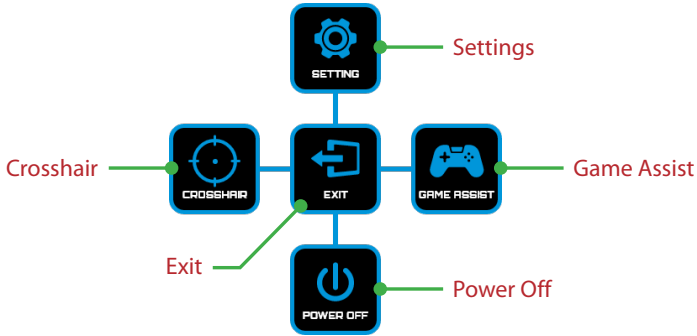 Settings
SETTING
Crosshair
CROSSHAIR
EXIT
GAME ASSIST
Game Assist
Exit
POWER OFF
Power Off